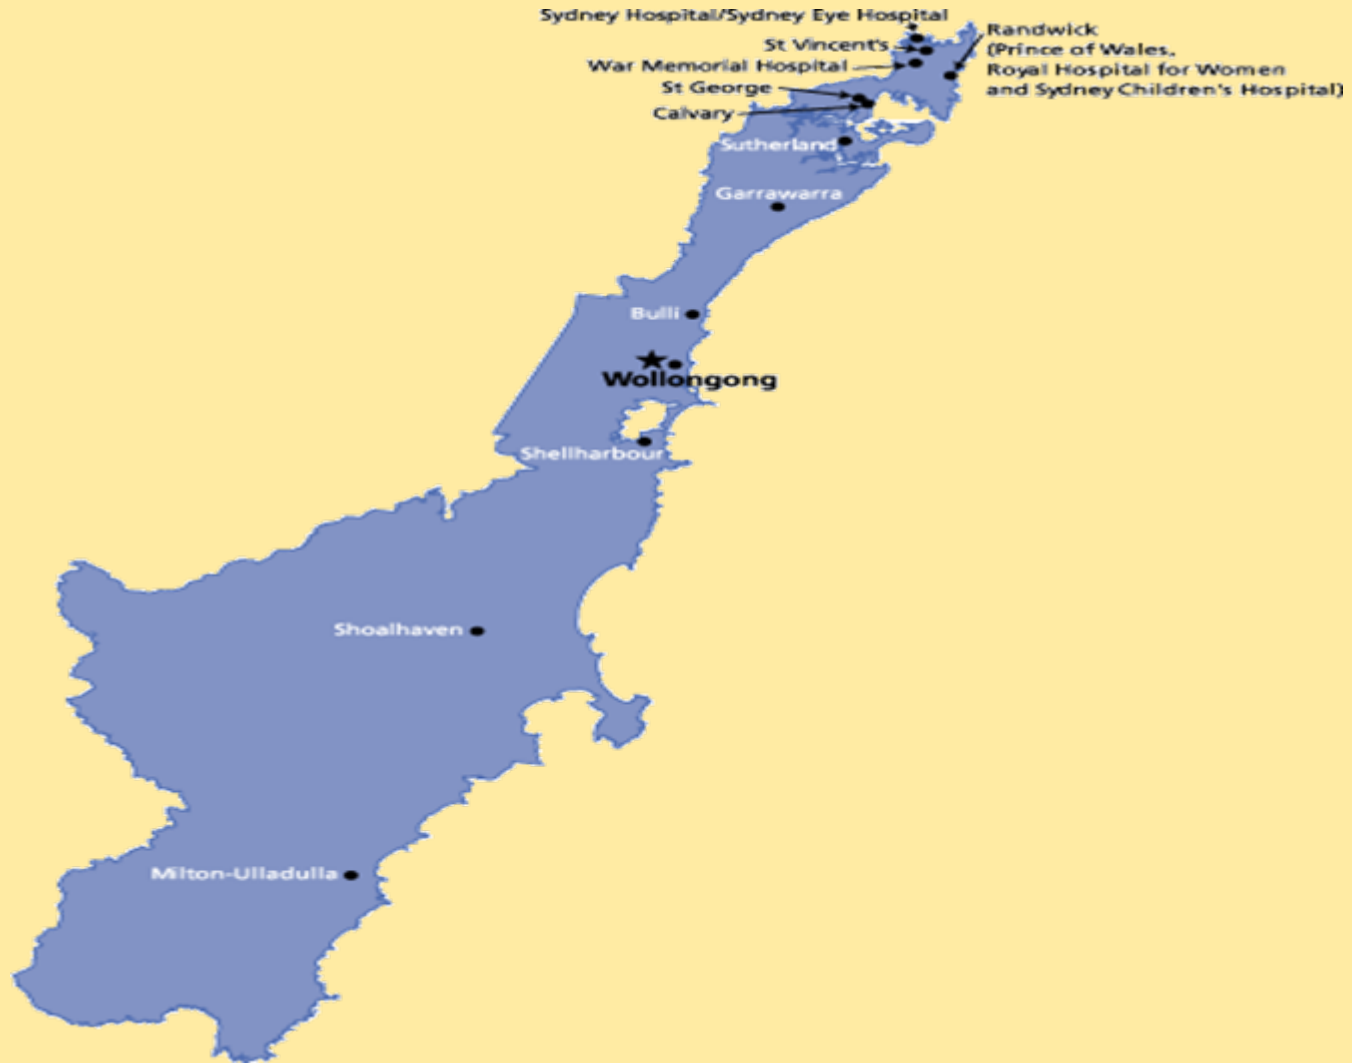 Sydney Hospital/Sydney Eye Hospital
St Vincent's
War Memorial Hospital
St George
Calvary
Randwick
(Prince of Wales,
Royal Hospital for Women
and Sydney Children's Hospital)
Sutherland
Garrawarra
Bulli
Wollongong
Shellharbour
Shoalhaven
Milton-Ulladulla